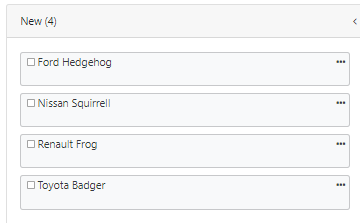 New (4)
Ford Hedgehog
Nissan Squirrell
Renault Frog
Toyota Badger